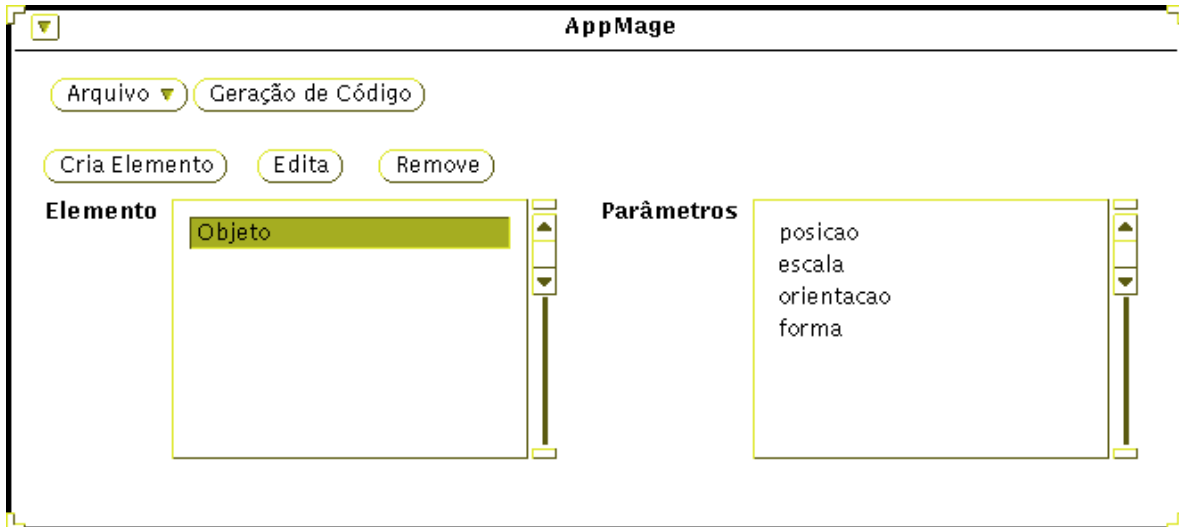 AppMage
Arquivo Geração de Código
Cria Elemento Edita Remove
Elemento Parâmetros
Objeto posicao
escala
orientacao
forma